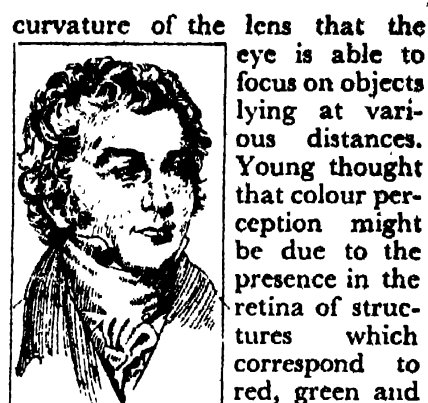 curvature of the lens that the
eye is able to
focus on objects
lying at vari-
ous distances.
Young thought
that colour per-
ception might
be due to the
presence in the
retina of struc-
tures which
correspond to
red, green and